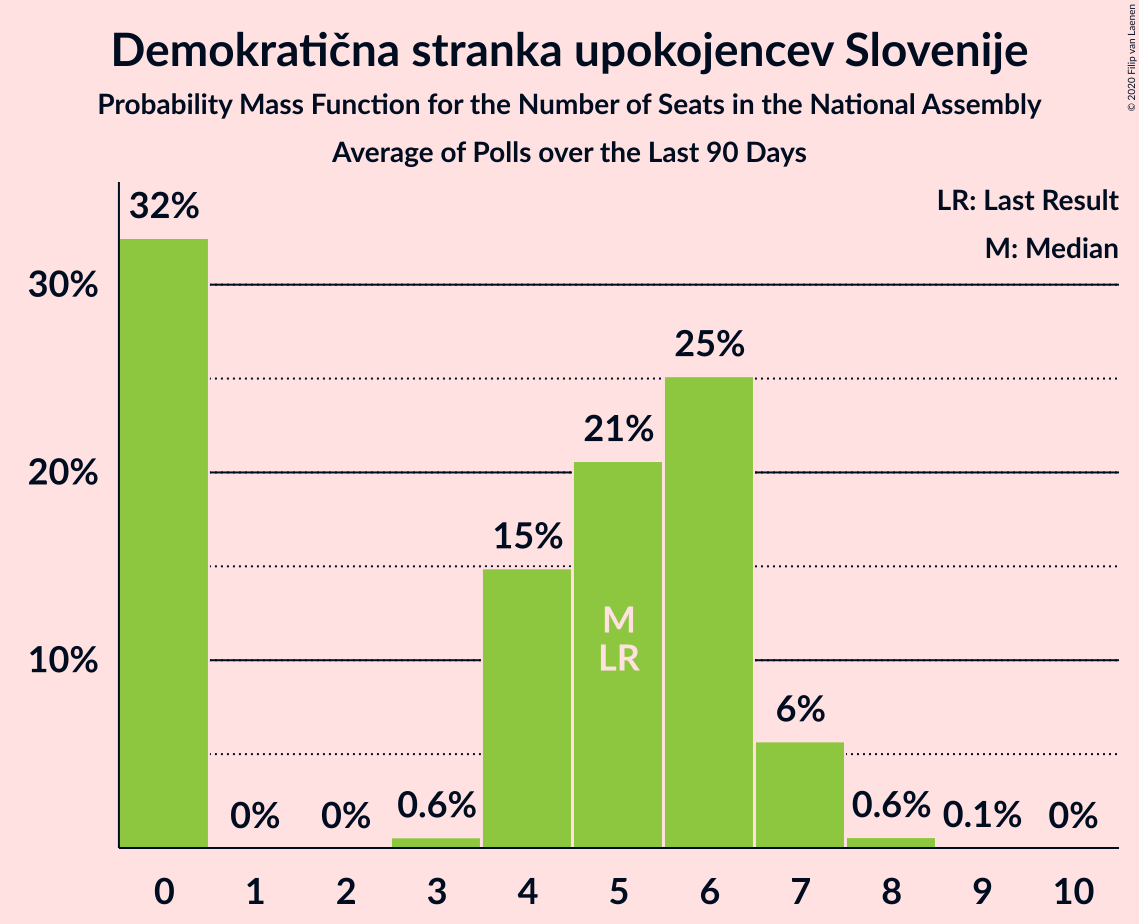 Demokratična stranka upokojencev Slovenije
Probability Mass Function for the Number of Seats in the National Assembly
Average of Polls over the Last 90 Days
© 2020 Filip van Laenen
LR: Last Result
M: Median
32%
30%
25%
21%
20%
15%
M
LR
10%
6%
0% 0% 0.6% 0.6% 0.1% 0%
0 1 2 3 4 5 6 7 8 9 10